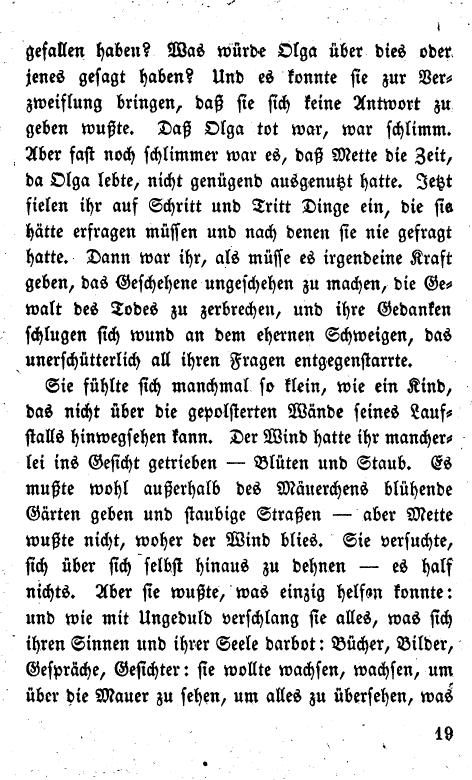 gefallen haben? Was würde Olga über dies oder
jenes gesagt haben? Und es konnte sie zur Ver-
zweiflung bringen, daß sie sich keine Antwort zu
geben wußte. Daß Olga tot war, war schlimm.
Aber fast noch schlimmer war es, daß Mette die Zeit,
da Olga lebte, nicht genügend ausgenutzt hatte. Jetzt
fielen ihr auf Schritt und Tritt Dinge ein, die sie
hätte erfragen müssen und nach denen sie nie gefragt
hatte. Dann war ihr, als müsse es irgendeine Kraft
geben, das Geschehene ungeschehen zu machen, die Ge-
walt des Todes zu zerbrechen, und ihre Gedanken
schlugen sich wund an dem ehernen Schweigen, das
unerschütterlich all ihren Fragen entgegenstarrte.
Sie fühlte sich manchmal so klein, wie ein Kind,
das nicht über die gepolsterten Wände seines Lauf-
stalls hinwegsehen kann. Der Wind hatte ihr mancher-
lei ins Gesicht getrieben — Blüten und Staub. Es
mußte wohl außerhalb des Mäuerchens blühende
Gärten geben und staubige Straßen — aber Mette
wußte nicht, woher der Wind blies. Sie versuchte,
sich über sich selbst hinaus zu dehnen — es half
nichts. Aber sie wußte, was einzig helfen konnte:
und wie mit Ungeduld verschlang sie alles, was sich
ihren Sinnen und ihrer Seele darbot: Bücher, Bilder,
Gespräche, Gesichter: sie wollte wachsen, wachsen, um
über die Mauer zu sehen, um alles zu übersehen, was
19